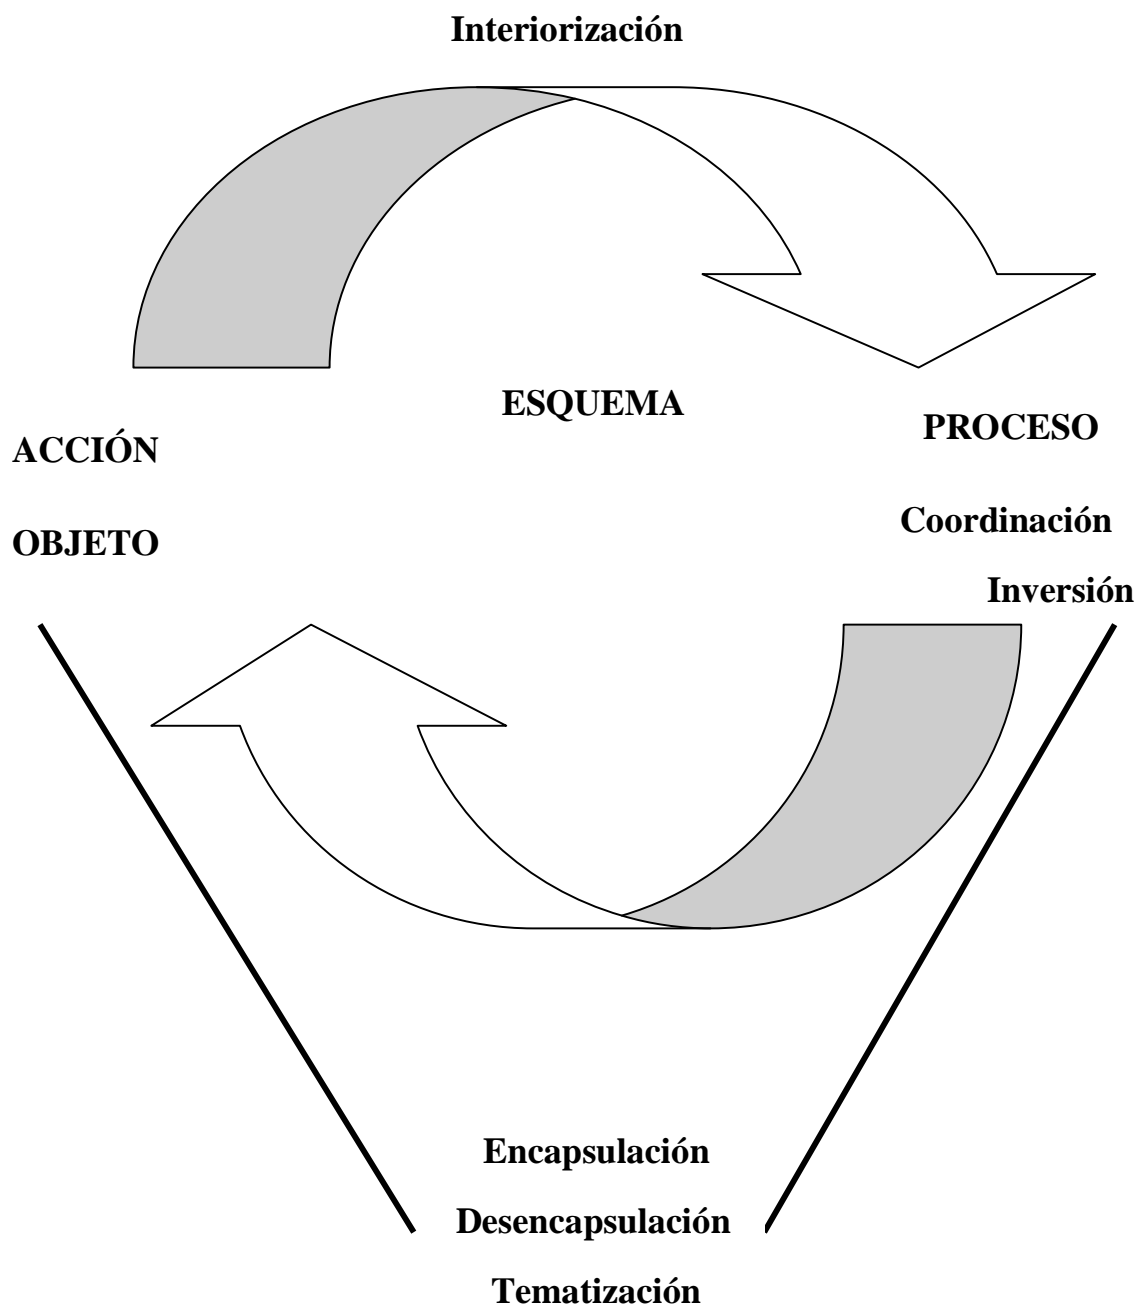 Interiorización
ESQUEMA
PROCESO
ACCIÓN
Coordinación
OBJETO
Inversión
Encapsulación
Desencapsulación
Tematización